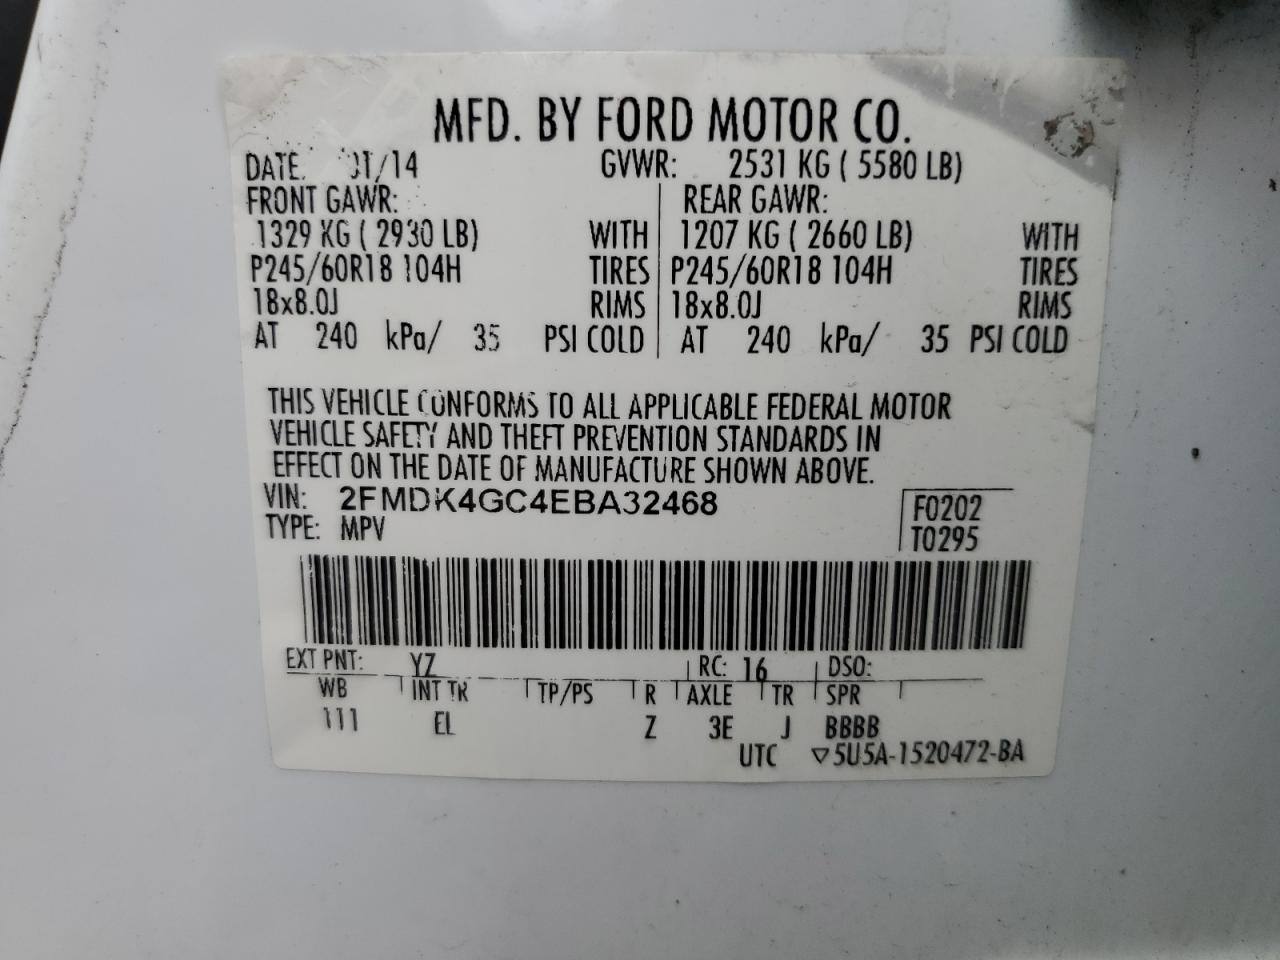 MFD. BY FORD MOTOR CO.
DATE: 01/14 GVWR: 2531 KG ( 5580 LB)
FRONT GAWR: REAR GAWR:
1329 KG ( 2930 LB) WITH 1207 KG ( 2660 LB) WITH
P245/60R18 104H TIRES P245/60R18 104H TIRES
18x8.0J RIMS 18x8.0J RIMS
AT 240 kPa/ 35 PSI COLD AT 240 kPa/ 35 PSI COLD
THIS VEHICLE CONFORMS TO ALL APPLICABLE FEDERAL MOTOR
VEHICLE SAFETY AND THEFT PREVENTION STANDARDS IN
EFFECT ON THE DATE OF MANUFACTURE SHOWN ABOVE.
VIN: 2FMDK4GC4EBA32468 F0202
TYPE: MPV T0295
EXT PNT: YZ RC: 16 DSO:
WB INT TR TP/PS R AXLE TR SPR
111 EL Z 3E J BBBB
UTC ▽5U5A-1520472-BA